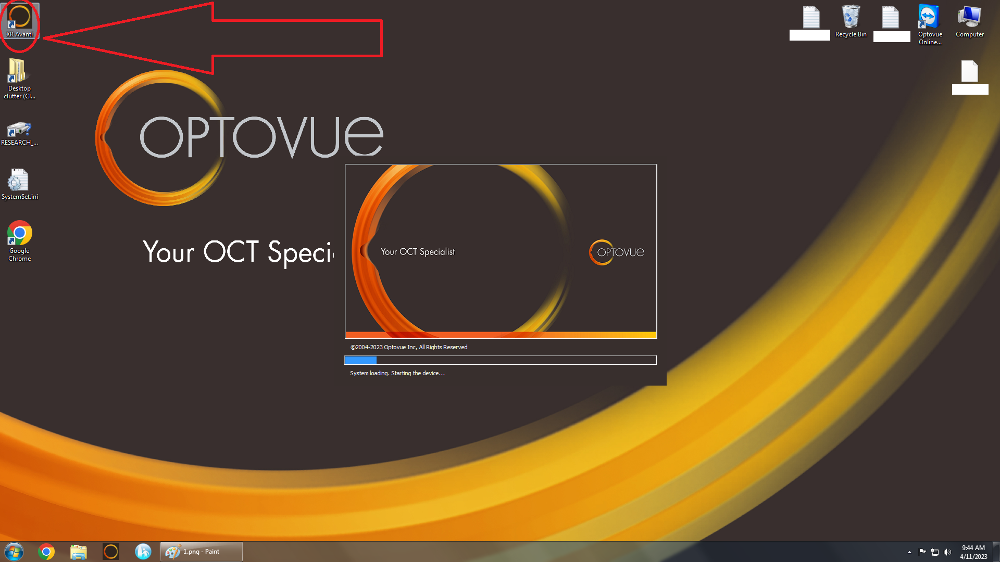 XR Avanti
Desktop
clutter (Cl...
RESEARCH_...
SystemSet.ini
Google
Chrome
Recycle Bin
Optovue
Online...
Computer
OPTOVUe
Your OCT Speci
Your OCT Specialist
OPTOVUe
©2004-2023 Optovue Inc, All Rights Reserved
System loading. Starting the device...
1.png - Paint
9:44 AM
4/11/2023